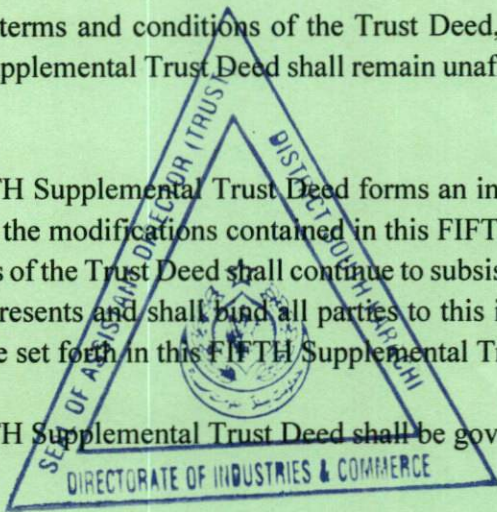 terms and conditions of the Trust Deed,
upplemental Trust Deed shall remain unaf
TH Supplemental Trust Deed forms an in
the modifications contained in this FIFT
s of the Trust Deed shall continue to subsis
resents and shall bind all parties to this i
e set forth in this FIFTH Supplemental Tr
TH Supplemental Trust Deed shall be gov
SEAL OF ASSISTANT DIRECTOR (TRUST
DISTRICT SOUTH KARACHI
DIRECTORATE OF INDUSTRIES & COMMERCE